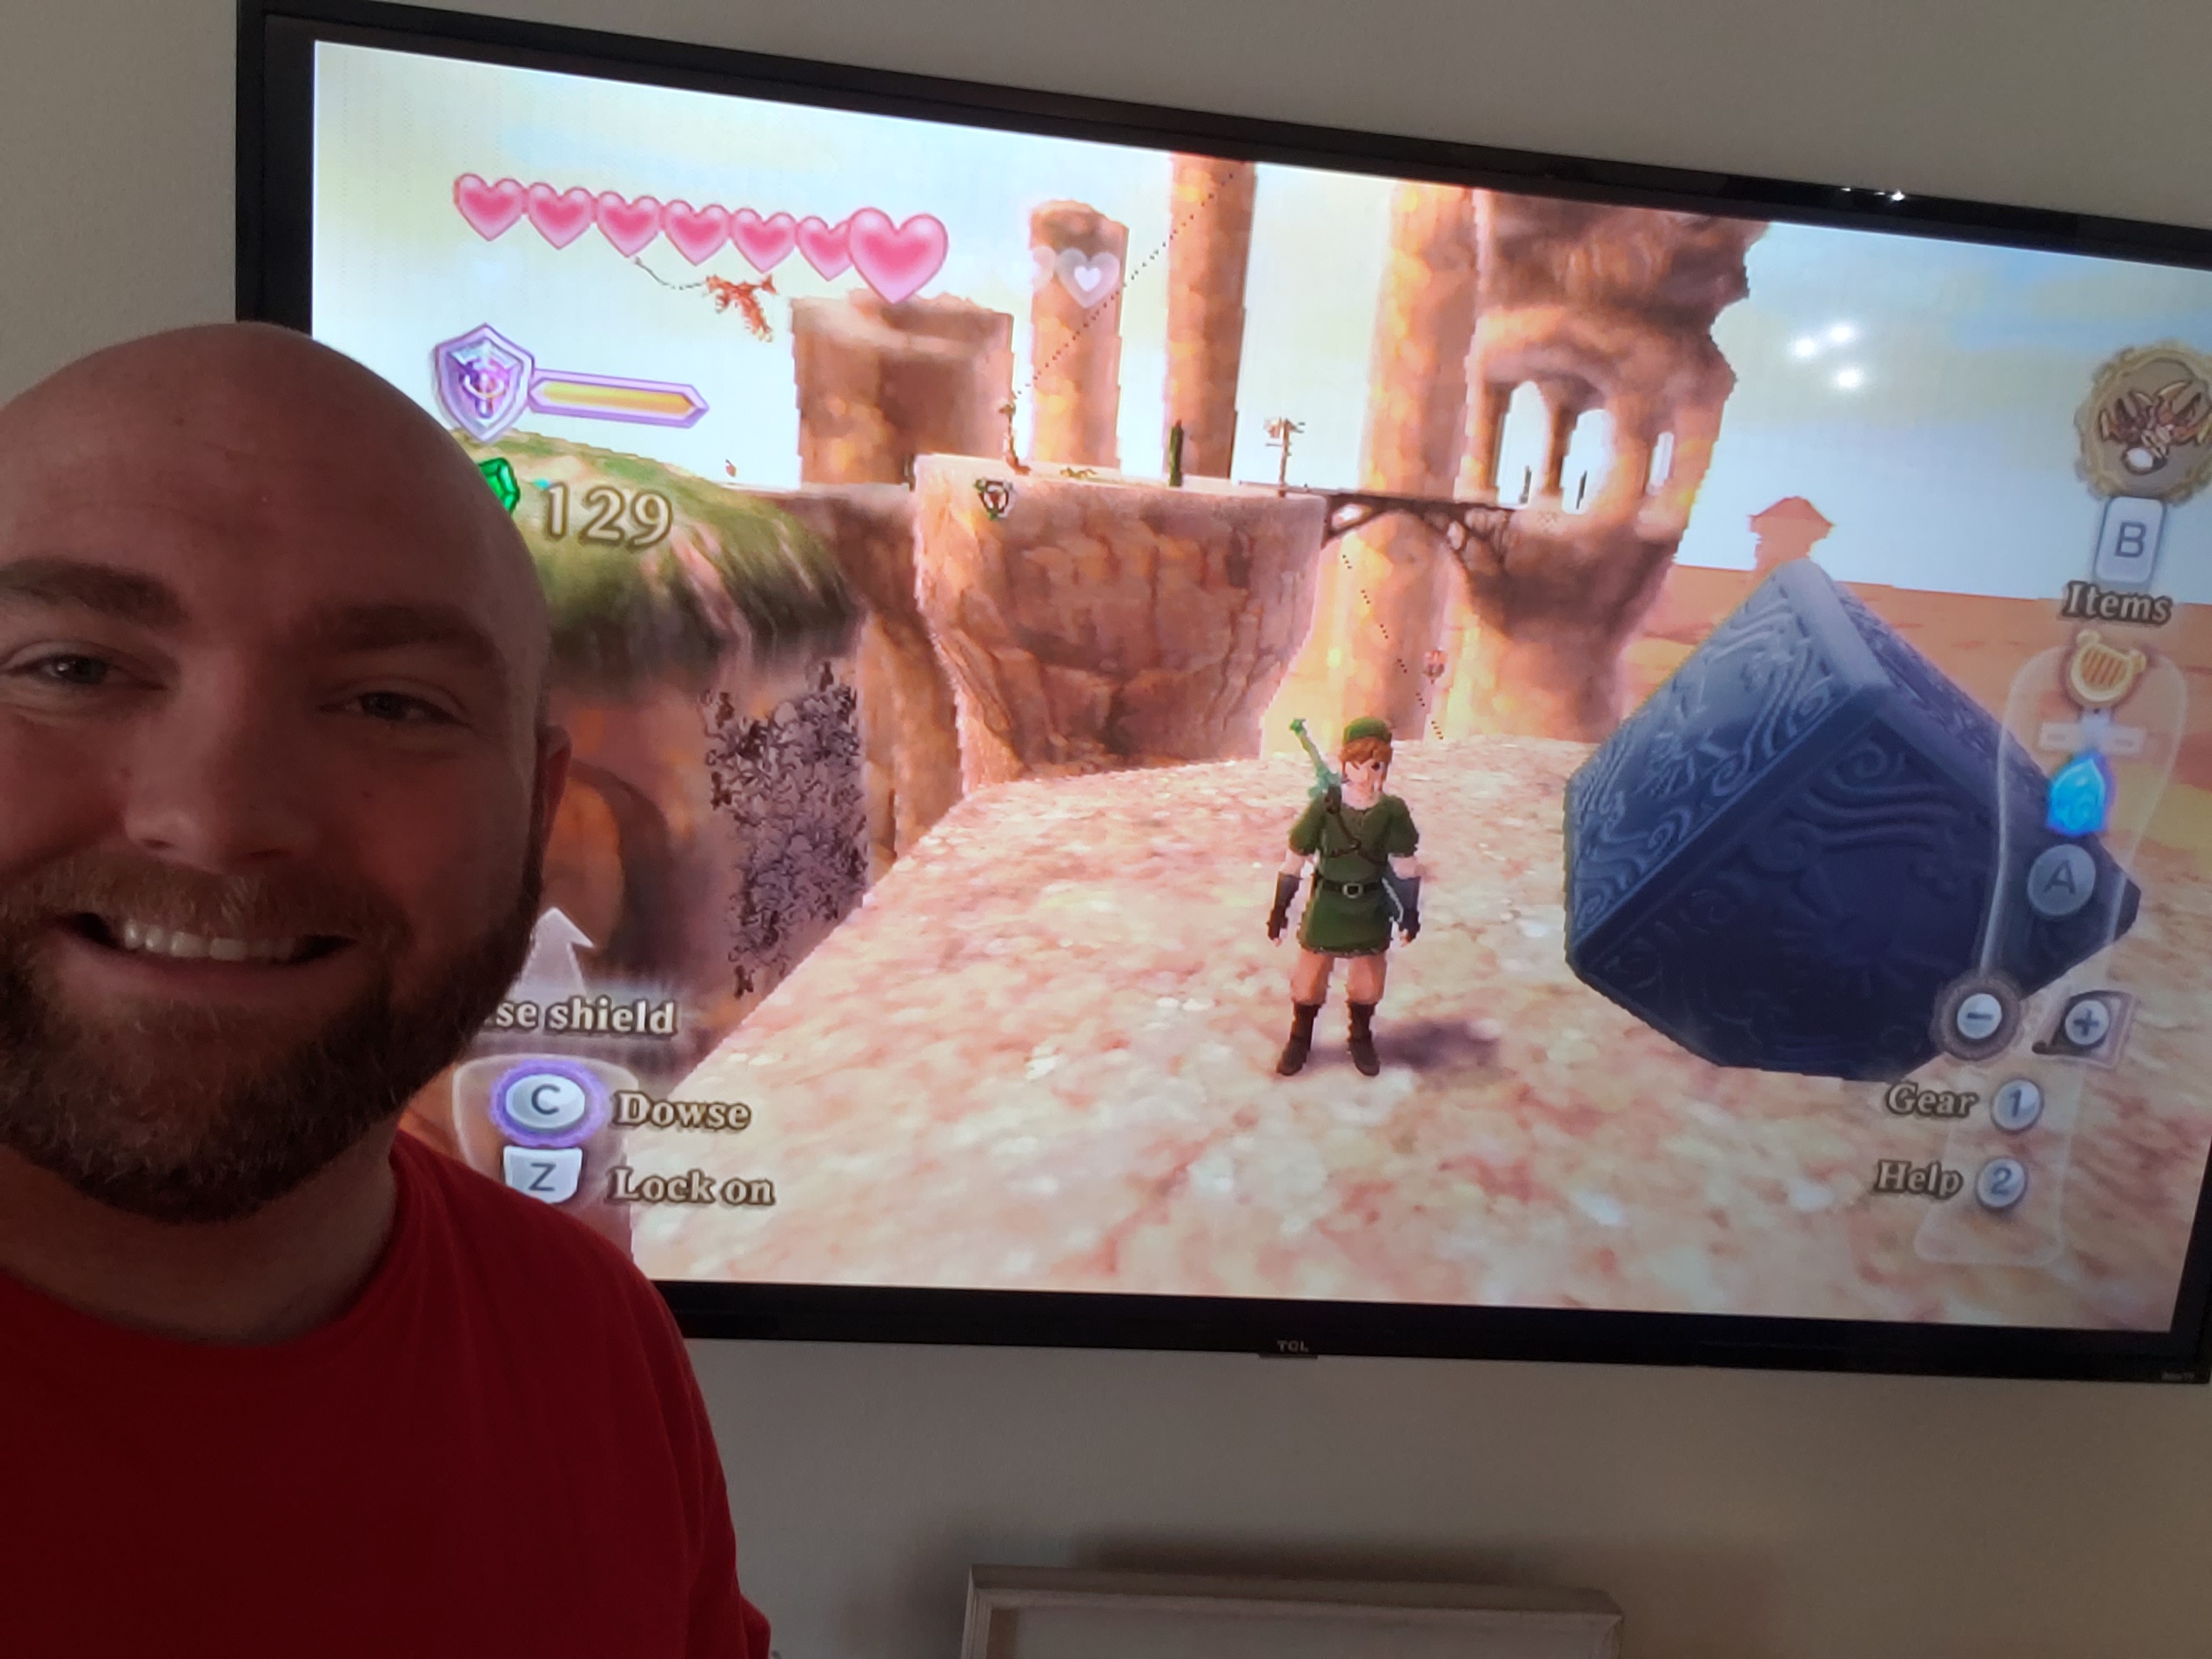 129
B
Items
A
se shield
C Dowse
Z Lock on
- +
Gear 1
Help 2
TCL